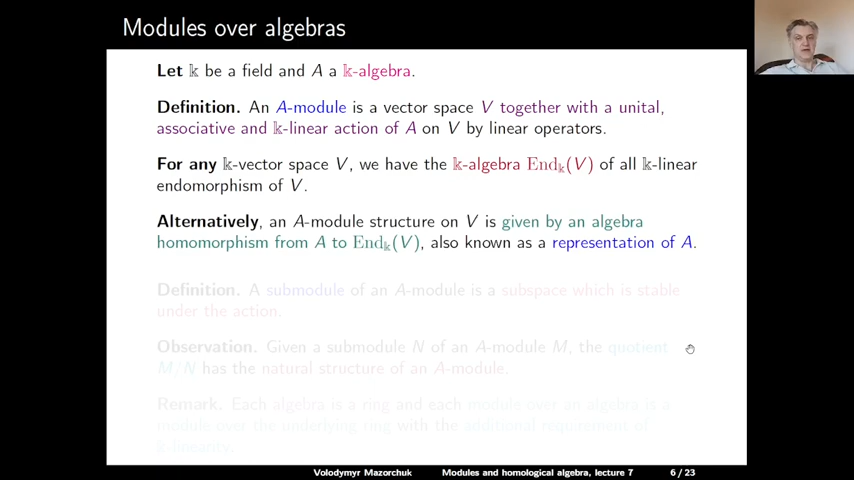 Modules over algebras
Let 𝕜 be a field and A a 𝕜-algebra.
Definition. An A-module is a vector space V together with a unital,
associative and 𝕜-linear action of A on V by linear operators.
For any 𝕜-vector space V, we have the 𝕜-algebra End𝕜(V) of all 𝕜-linear
endomorphism of V.
Alternatively, an A-module structure on V is given by an algebra
homomorphism from A to End𝕜(V), also known as a representation of A.
Definition. A submodule of an A-module is a subspace which is stable
under the action.
Observation. Given a submodule N of an A-module M, the quotient
M/N has the natural structure of an A-module.
Remark. Each algebra is a ring and each module over an algebra is a
module over the underlying ring with the additional requirement of
𝕜-linearity.
Volodymyr Mazorchuk Modules and homological algebra, lecture 7 6 / 23